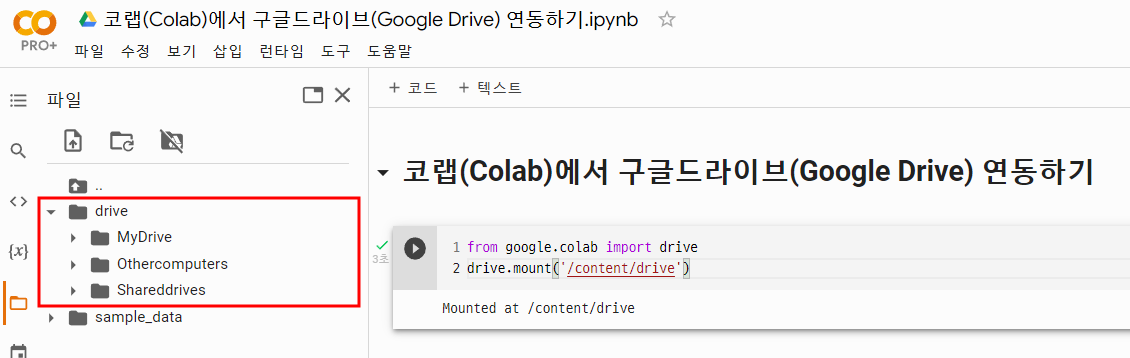 코랩(Colab)에서 구글드라이브(Google Drive) 연동하기.ipynb
PRO+
파일 수정 보기 삽입 런타임 도구 도움말
파일
+ 코드 + 텍스트
..
drive
MyDrive
Othercomputers
Shareddrives
sample_data
{x}
코랩(Colab)에서 구글드라이브(Google Drive) 연동하기
3초
1 from google.colab import drive
2 drive.mount('/content/drive')
Mounted at /content/drive